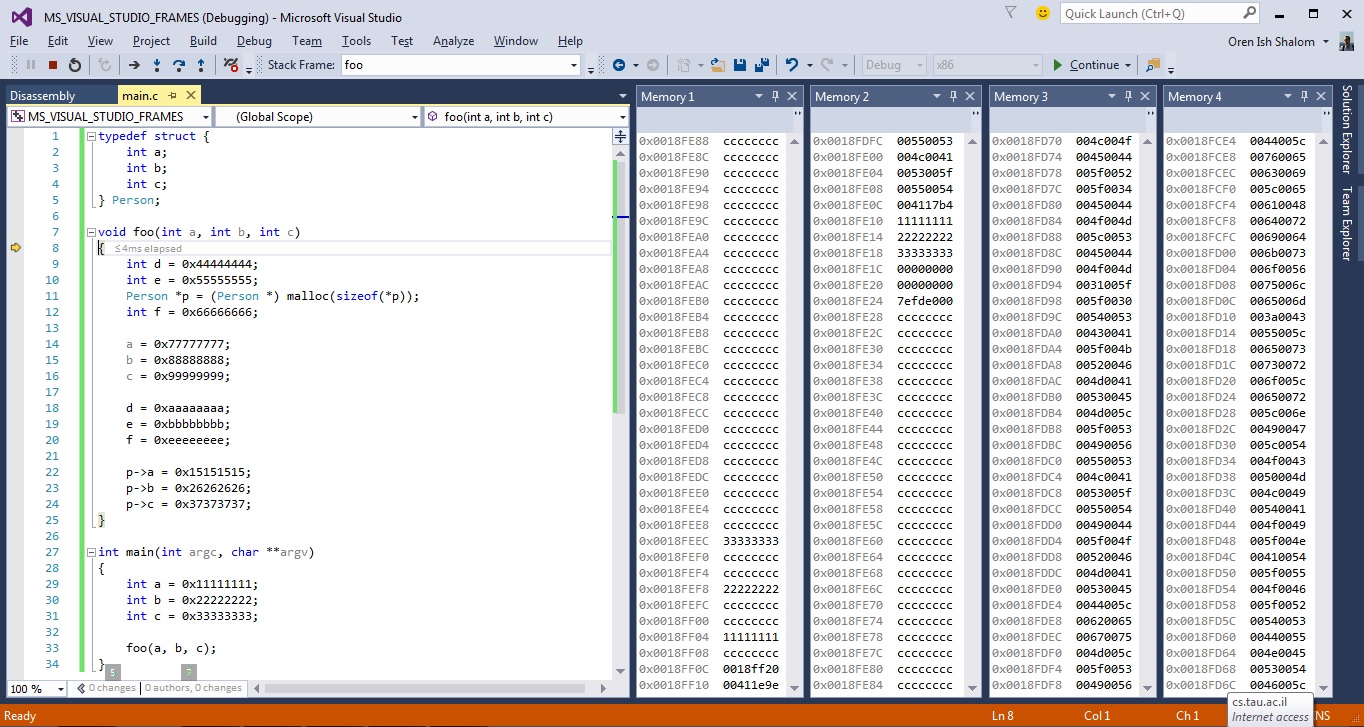 MS_VISUAL_STUDIO_FRAMES (Debugging) - Microsoft Visual Studio
Quick Launch (Ctrl+Q)
File Edit View Project Build Debug Team Tools Test Analyze Window Help
Oren Ish Shalom
Stack Frame: foo
Debug x86 Continue
Disassembly main.c
MS_VISUAL_STUDIO_FRAMES (Global Scope) foo(int a, int b, int c)
1 typedef struct {
2 int a;
3 int b;
4 int c;
5 } Person;
6
7 void foo(int a, int b, int c)
8 { ≤4ms elapsed
9 int d = 0x44444444;
10 int e = 0x55555555;
11 Person *p = (Person *) malloc(sizeof(*p));
12 int f = 0x66666666;
13
14 a = 0x77777777;
15 b = 0x88888888;
16 c = 0x99999999;
17
18 d = 0xaaaaaaaa;
19 e = 0xbbbbbbbb;
20 f = 0xeeeeeeee;
21
22 p->a = 0x15151515;
23 p->b = 0x26262626;
24 p->c = 0x37373737;
25 }
26
27 int main(int argc, char **argv)
28 {
29 int a = 0x11111111;
30 int b = 0x22222222;
31 int c = 0x33333333;
32
33 foo(a, b, c);
34 }
5 7
100 % 0 changes | 0 authors, 0 changes
Memory 1
0x0018FE88 cccccccc
0x0018FE8C cccccccc
0x0018FE90 cccccccc
0x0018FE94 cccccccc
0x0018FE98 cccccccc
0x0018FE9C cccccccc
0x0018FEA0 cccccccc
0x0018FEA4 cccccccc
0x0018FEA8 cccccccc
0x0018FEAC cccccccc
0x0018FEB0 cccccccc
0x0018FEB4 cccccccc
0x0018FEB8 cccccccc
0x0018FEBC cccccccc
0x0018FEC0 cccccccc
0x0018FEC4 cccccccc
0x0018FEC8 cccccccc
0x0018FECC cccccccc
0x0018FED0 cccccccc
0x0018FED4 cccccccc
0x0018FED8 cccccccc
0x0018FEDC cccccccc
0x0018FEE0 cccccccc
0x0018FEE4 cccccccc
0x0018FEE8 cccccccc
0x0018FEEC 33333333
0x0018FEF0 cccccccc
0x0018FEF4 cccccccc
0x0018FEF8 22222222
0x0018FEFC cccccccc
0x0018FF00 cccccccc
0x0018FF04 11111111
0x0018FF08 cccccccc
0x0018FF0C 0018ff20
0x0018FF10 00411e9e
Memory 2
0x0018FDFC 00550053
0x0018FE00 004c0041
0x0018FE04 0053005f
0x0018FE08 00550054
0x0018FE0C 004117b4
0x0018FE10 11111111
0x0018FE14 22222222
0x0018FE18 33333333
0x0018FE1C 00000000
0x0018FE20 00000000
0x0018FE24 7efde000
0x0018FE28 cccccccc
0x0018FE2C cccccccc
0x0018FE30 cccccccc
0x0018FE34 cccccccc
0x0018FE38 cccccccc
0x0018FE3C cccccccc
0x0018FE40 cccccccc
0x0018FE44 cccccccc
0x0018FE48 cccccccc
0x0018FE4C cccccccc
0x0018FE50 cccccccc
0x0018FE54 cccccccc
0x0018FE58 cccccccc
0x0018FE5C cccccccc
0x0018FE60 cccccccc
0x0018FE64 cccccccc
0x0018FE68 cccccccc
0x0018FE6C cccccccc
0x0018FE70 cccccccc
0x0018FE74 cccccccc
0x0018FE78 cccccccc
0x0018FE7C cccccccc
0x0018FE80 cccccccc
0x0018FE84 cccccccc
Memory 3
0x0018FD70 004c004f
0x0018FD74 00450044
0x0018FD78 005f0052
0x0018FD7C 005f0034
0x0018FD80 00450044
0x0018FD84 004f004d
0x0018FD88 005c0053
0x0018FD8C 00450044
0x0018FD90 004f004d
0x0018FD94 0031005f
0x0018FD98 005f0030
0x0018FD9C 00540053
0x0018FDA0 00430041
0x0018FDA4 005f004b
0x0018FDA8 00520046
0x0018FDAC 004d0041
0x0018FDB0 00530045
0x0018FDB4 004d005c
0x0018FDB8 005f0053
0x0018FDBC 00490056
0x0018FDC0 00550053
0x0018FDC4 004c0041
0x0018FDC8 0053005f
0x0018FDCC 00550054
0x0018FDD0 00490044
0x0018FDD4 005f004f
0x0018FDD8 00520046
0x0018FDDC 004d0041
0x0018FDE0 00530045
0x0018FDE4 0044005c
0x0018FDE8 00620065
0x0018FDEC 00670075
0x0018FDF0 004d005c
0x0018FDF4 005f0053
0x0018FDF8 00490056
Memory 4
0x0018FCE4 0044005c
0x0018FCE8 00760065
0x0018FCEC 00630069
0x0018FCF0 005c0065
0x0018FCF4 00610048
0x0018FCF8 00640072
0x0018FCFC 00690064
0x0018FD00 006b0073
0x0018FD04 006f0056
0x0018FD08 0075006c
0x0018FD0C 0065006d
0x0018FD10 003a0043
0x0018FD14 0055005c
0x0018FD18 00650073
0x0018FD1C 00730072
0x0018FD20 006f005c
0x0018FD24 00650072
0x0018FD28 005c006e
0x0018FD2C 00490047
0x0018FD30 005c0054
0x0018FD34 004f0043
0x0018FD38 0050004d
0x0018FD3C 004c0049
0x0018FD40 00540041
0x0018FD44 004f0049
0x0018FD48 005f004e
0x0018FD4C 00410054
0x0018FD50 005f0055
0x0018FD54 004f0046
0x0018FD58 005f0052
0x0018FD5C 00540053
0x0018FD60 00440055
0x0018FD64 004e0045
0x0018FD68 00530054
0x0018FD6C 0046005c
Solution Explorer
Team Explorer
cs.tau.ac.il
Internet access
Ready Ln 8 Col 1 Ch 1 NS